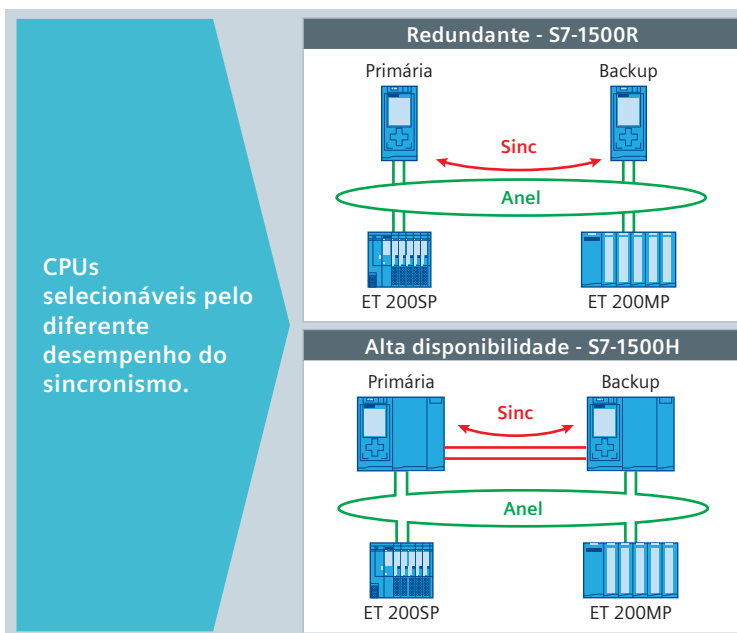 CPUs
selecionáveis pelo
diferente
desempenho do
sincronismo.
Redundante - S7-1500R
Primária
Backup
Sinc
Anel
ET 200SP
ET 200MP
Alta disponibilidade - S7-1500H
Primária
Backup
Sinc
Anel
ET 200SP
ET 200MP